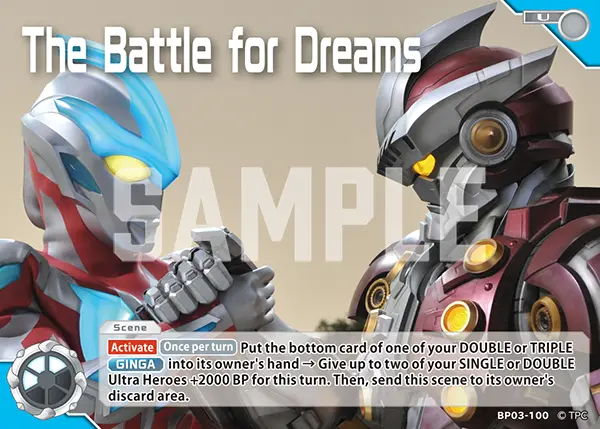 U
The Battle for Dreams
SAMPLE
Scene
Activate Once per turn Put the bottom card of one of your DOUBLE or TRIPLE
GINGA into its owner's hand → Give up to two of your SINGLE or DOUBLE
Ultra Heroes +2000 BP for this turn. Then, send this scene to its owner's
discard area.
BP03-100 © TPC